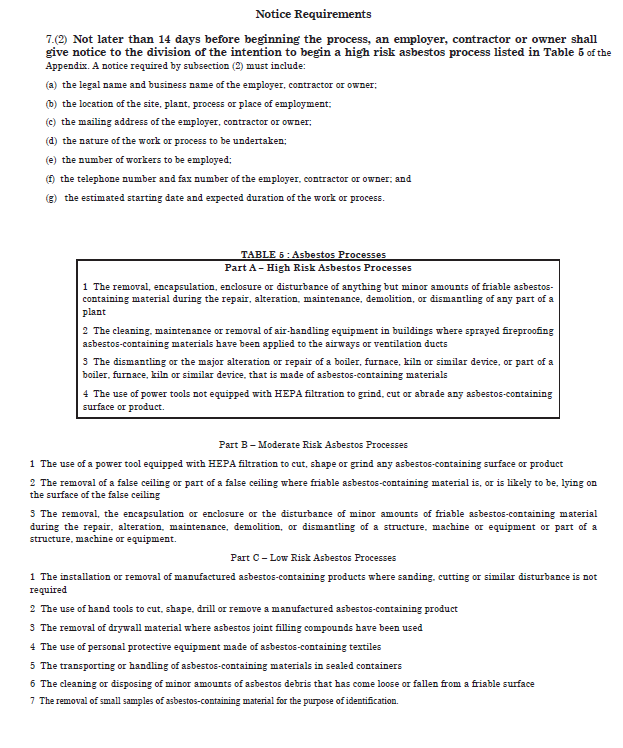 Notice Requirements
7.(2) Not later than 14 days before beginning the process, an employer, contractor or owner shall
give notice to the division of the intention to begin a high risk asbestos process listed in Table 5 of the
Appendix. A notice required by subsection (2) must include:
(a) the legal name and business name of the employer, contractor or owner;
(b) the location of the site, plant, process or place of employment;
(c) the mailing address of the employer, contractor or owner;
(d) the nature of the work or process to be undertaken;
(e) the number of workers to be employed;
(f) the telephone number and fax number of the employer, contractor or owner; and
(g) the estimated starting date and expected duration of the work or process.
TABLE 5 : Asbestos Processes
Part A – High Risk Asbestos Processes
1 The removal, encapsulation, enclosure or disturbance of anything but minor amounts of friable asbestos-
containing material during the repair, alteration, maintenance, demolition, or dismantling of any part of a
plant
2 The cleaning, maintenance or removal of air-handling equipment in buildings where sprayed fireproofing
asbestos-containing materials have been applied to the airways or ventilation ducts
3 The dismantling or the major alteration or repair of a boiler, furnace, kiln or similar device, or part of a
boiler, furnace, kiln or similar device, that is made of asbestos-containing materials
4 The use of power tools not equipped with HEPA filtration to grind, cut or abrade any asbestos-containing
surface or product.
Part B – Moderate Risk Asbestos Processes
1 The use of a power tool equipped with HEPA filtration to cut, shape or grind any asbestos-containing surface or product
2 The removal of a false ceiling or part of a false ceiling where friable asbestos-containing material is, or is likely to be, lying on
the surface of the false ceiling
3 The removal, the encapsulation or enclosure or the disturbance of minor amounts of friable asbestos-containing material
during the repair, alteration, maintenance, demolition, or dismantling of a structure, machine or equipment or part of a
structure, machine or equipment.
Part C – Low Risk Asbestos Processes
1 The installation or removal of manufactured asbestos-containing products where sanding, cutting or similar disturbance is not
required
2 The use of hand tools to cut, shape, drill or remove a manufactured asbestos-containing product
3 The removal of drywall material where asbestos joint filling compounds have been used
4 The use of personal protective equipment made of asbestos-containing textiles
5 The transporting or handling of asbestos-containing materials in sealed containers
6 The cleaning or disposing of minor amounts of asbestos debris that has come loose or fallen from a friable surface
7 The removal of small samples of asbestos-containing material for the purpose of identification.